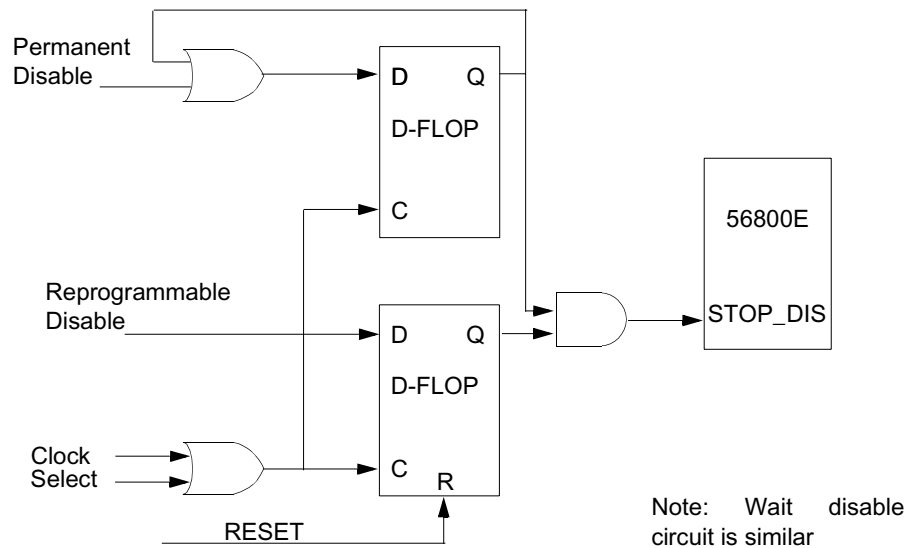 Permanent
Disable
D Q
D-FLOP
C
56800E
STOP_DIS
Reprogrammable
Disable
D Q
D-FLOP
C
R
Clock
Select
RESET
Note: Wait disable
circuit is similar